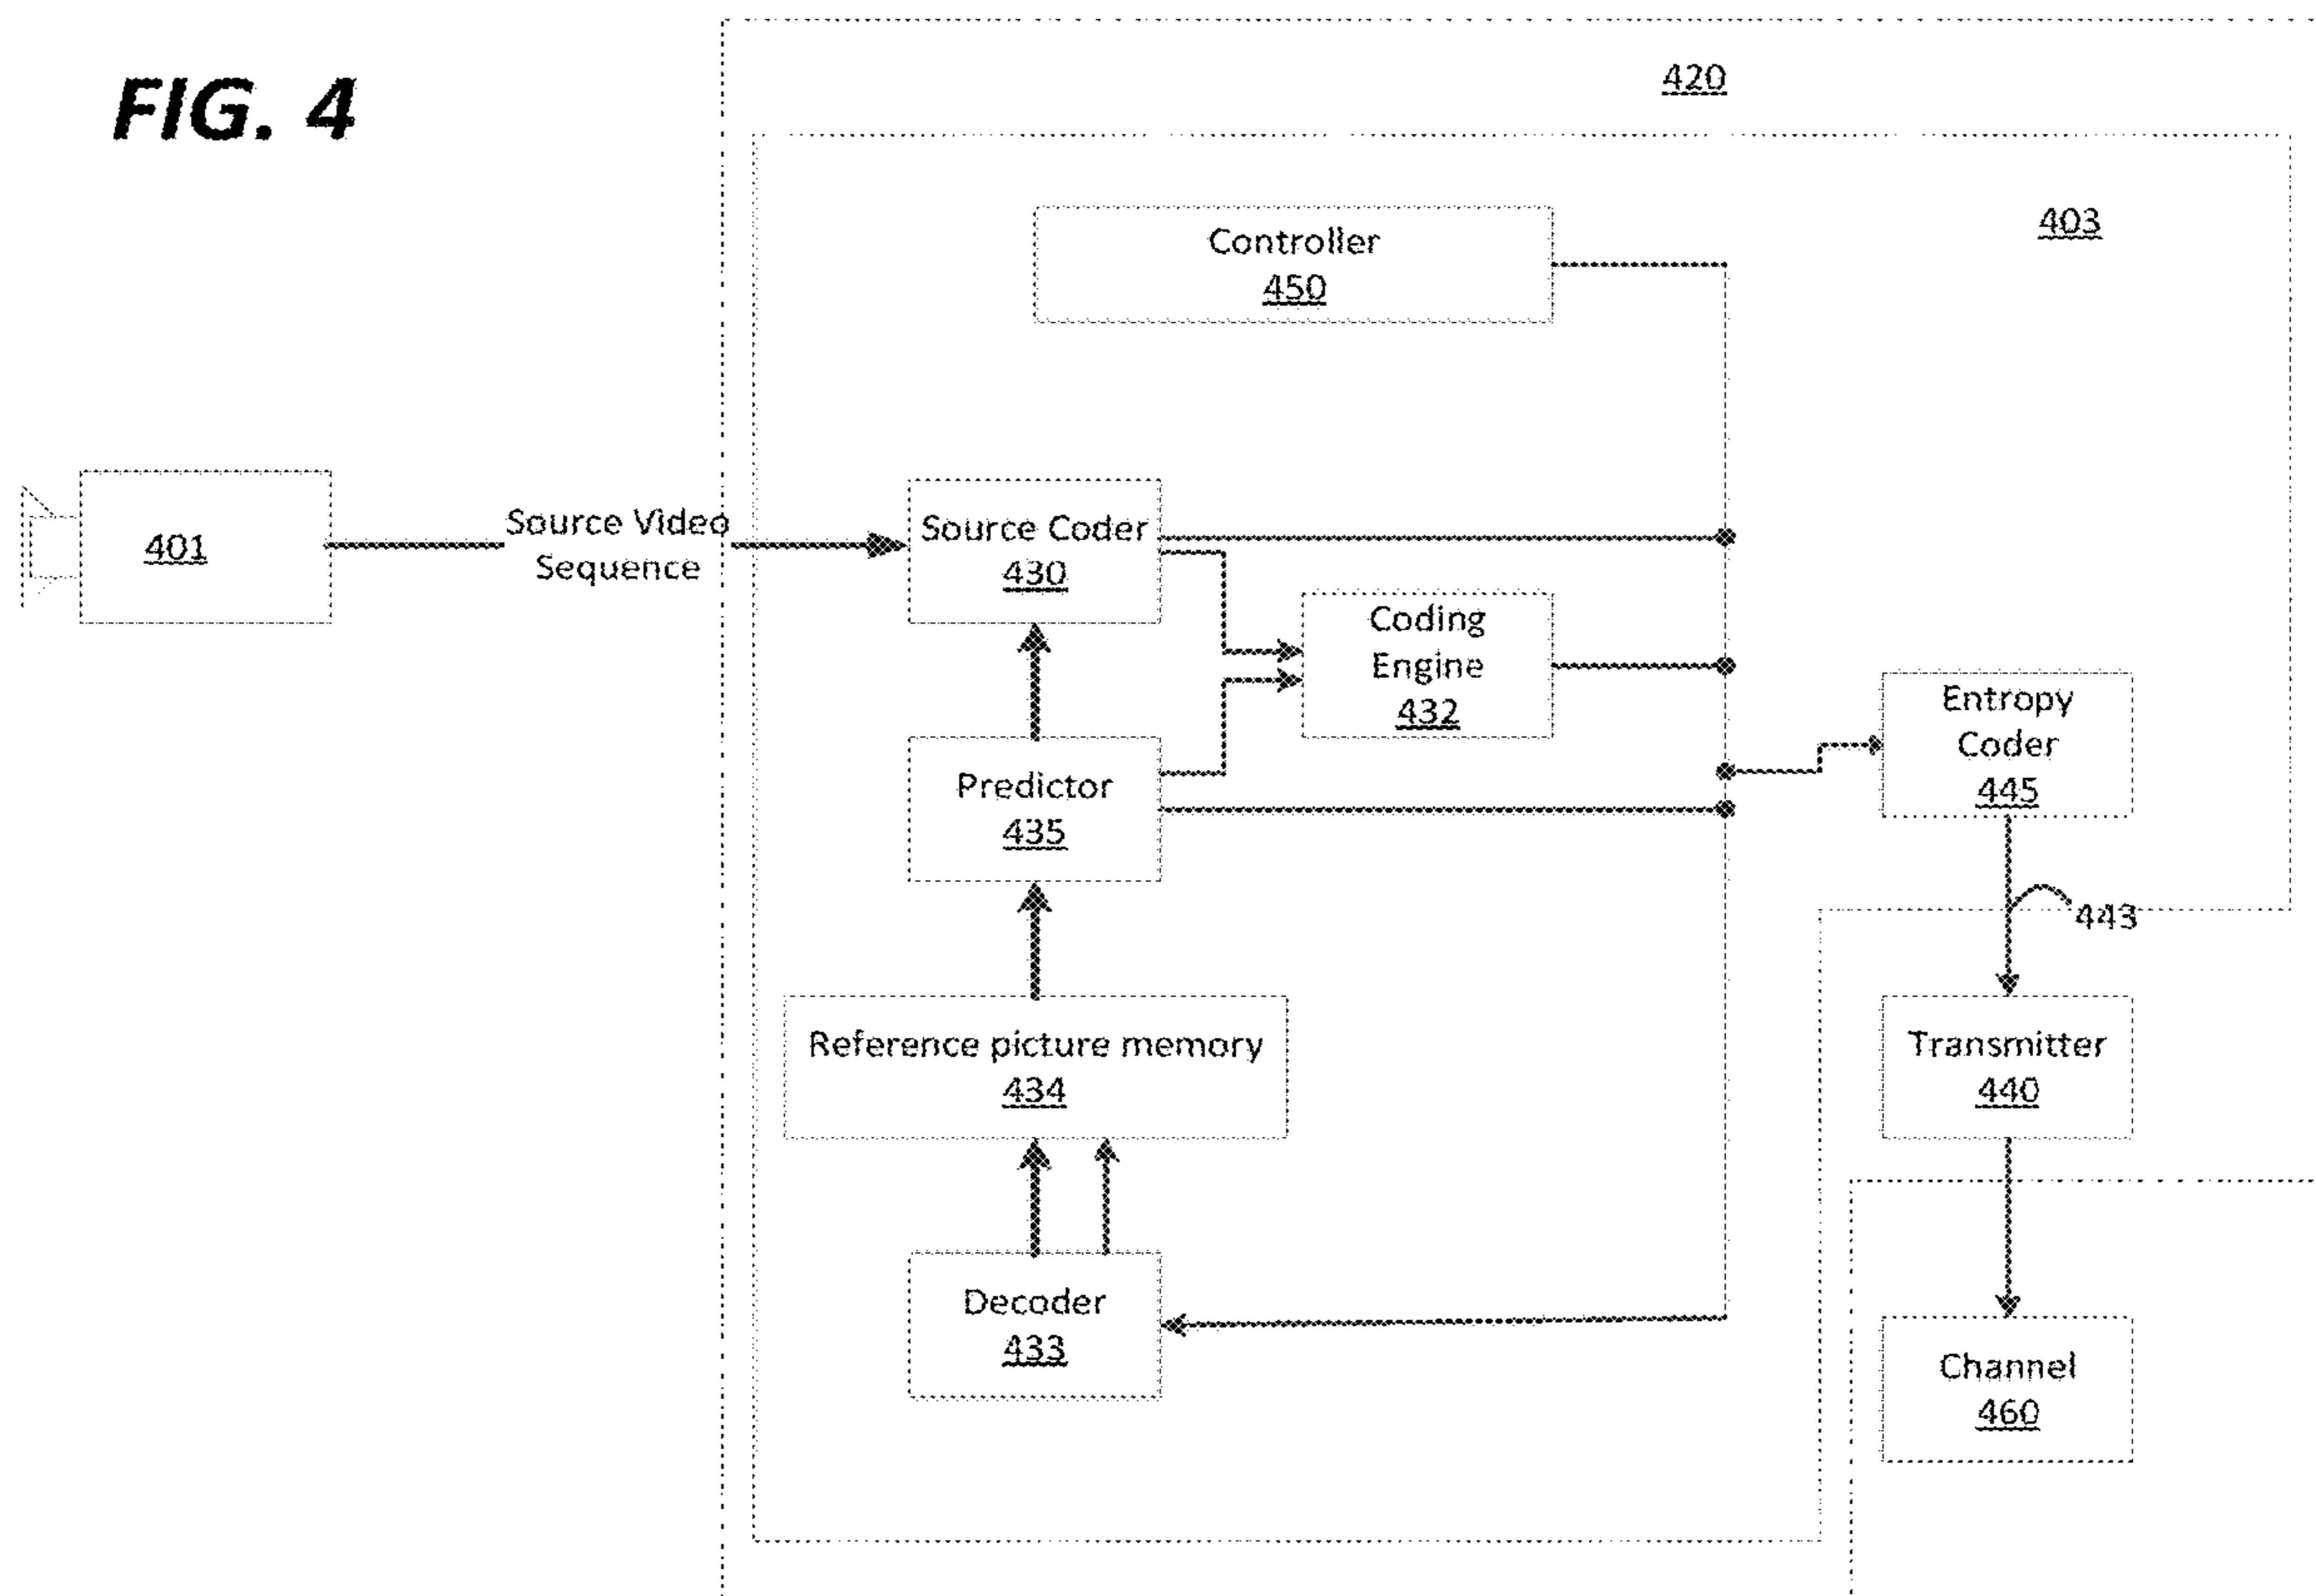 FIG. 4
420
403
Controller
450
401
Source Video
Sequence
Source Coder
430
Coding
Engine
432
Entropy
Coder
445
Predictor
435
443
Reference picture memory
434
Transmitter
440
Decoder
433
Channel
460